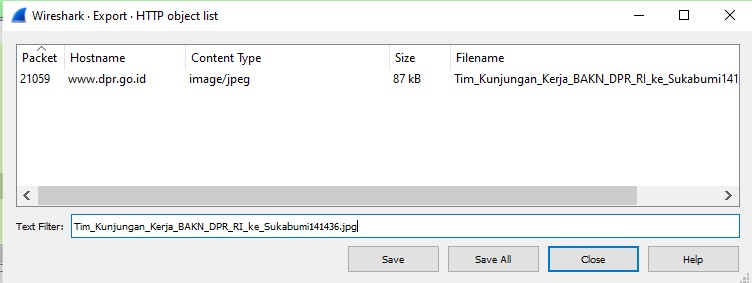 Wireshark · Export · HTTP object list
Packet Hostname Content Type Size Filename
21059 www.dpr.go.id image/jpeg 87 kB Tim_Kunjungan_Kerja_BAKN_DPR_RI_ke_Sukabumi141
Text Filter: Tim_Kunjungan_Kerja_BAKN_DPR_RI_ke_Sukabumi141436.jpg
Save Save All Close Help